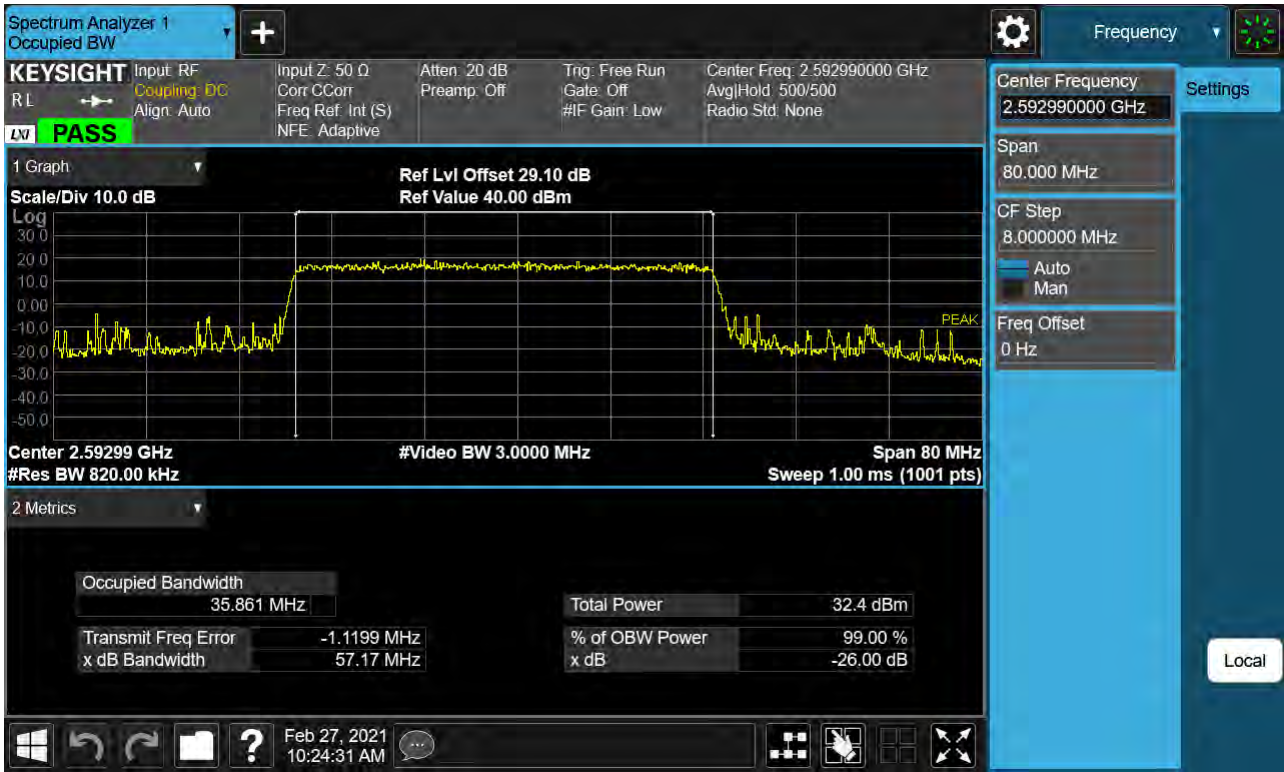 Spectrum Analyzer 1
Occupied BW
Frequency
KEYSIGHT
RL
LXI
PASS
Input: RF
Coupling: DC
Align: Auto
Input Z: 50 Ω
Corr CCorr
Freq Ref: Int (S)
NFE: Adaptive
Atten: 20 dB
Preamp: Off
Trig: Free Run
Gate: Off
#IF Gain: Low
Center Freq: 2.592990000 GHz
Avg|Hold: 500/500
Radio Std: None
Center Frequency
2.592990000 GHz
Settings
Span
80.000 MHz
CF Step
8.000000 MHz
Auto
Man
Freq Offset
0 Hz
Local
1 Graph
Scale/Div 10.0 dB
Ref Lvl Offset 29.10 dB
Ref Value 40.00 dBm
Log
30.0
20.0
10.0
0.00
-10.0
-20.0
-30.0
-40.0
-50.0
PEAK
Center 2.59299 GHz
#Video BW 3.0000 MHz
Span 80 MHz
#Res BW 820.00 kHz
Sweep 1.00 ms (1001 pts)
2 Metrics
Occupied Bandwidth
35.861 MHz
Total Power 32.4 dBm
Transmit Freq Error -1.1199 MHz
% of OBW Power 99.00 %
x dB Bandwidth 57.17 MHz
x dB -26.00 dB
?
Feb 27, 2021
10:24:31 AM